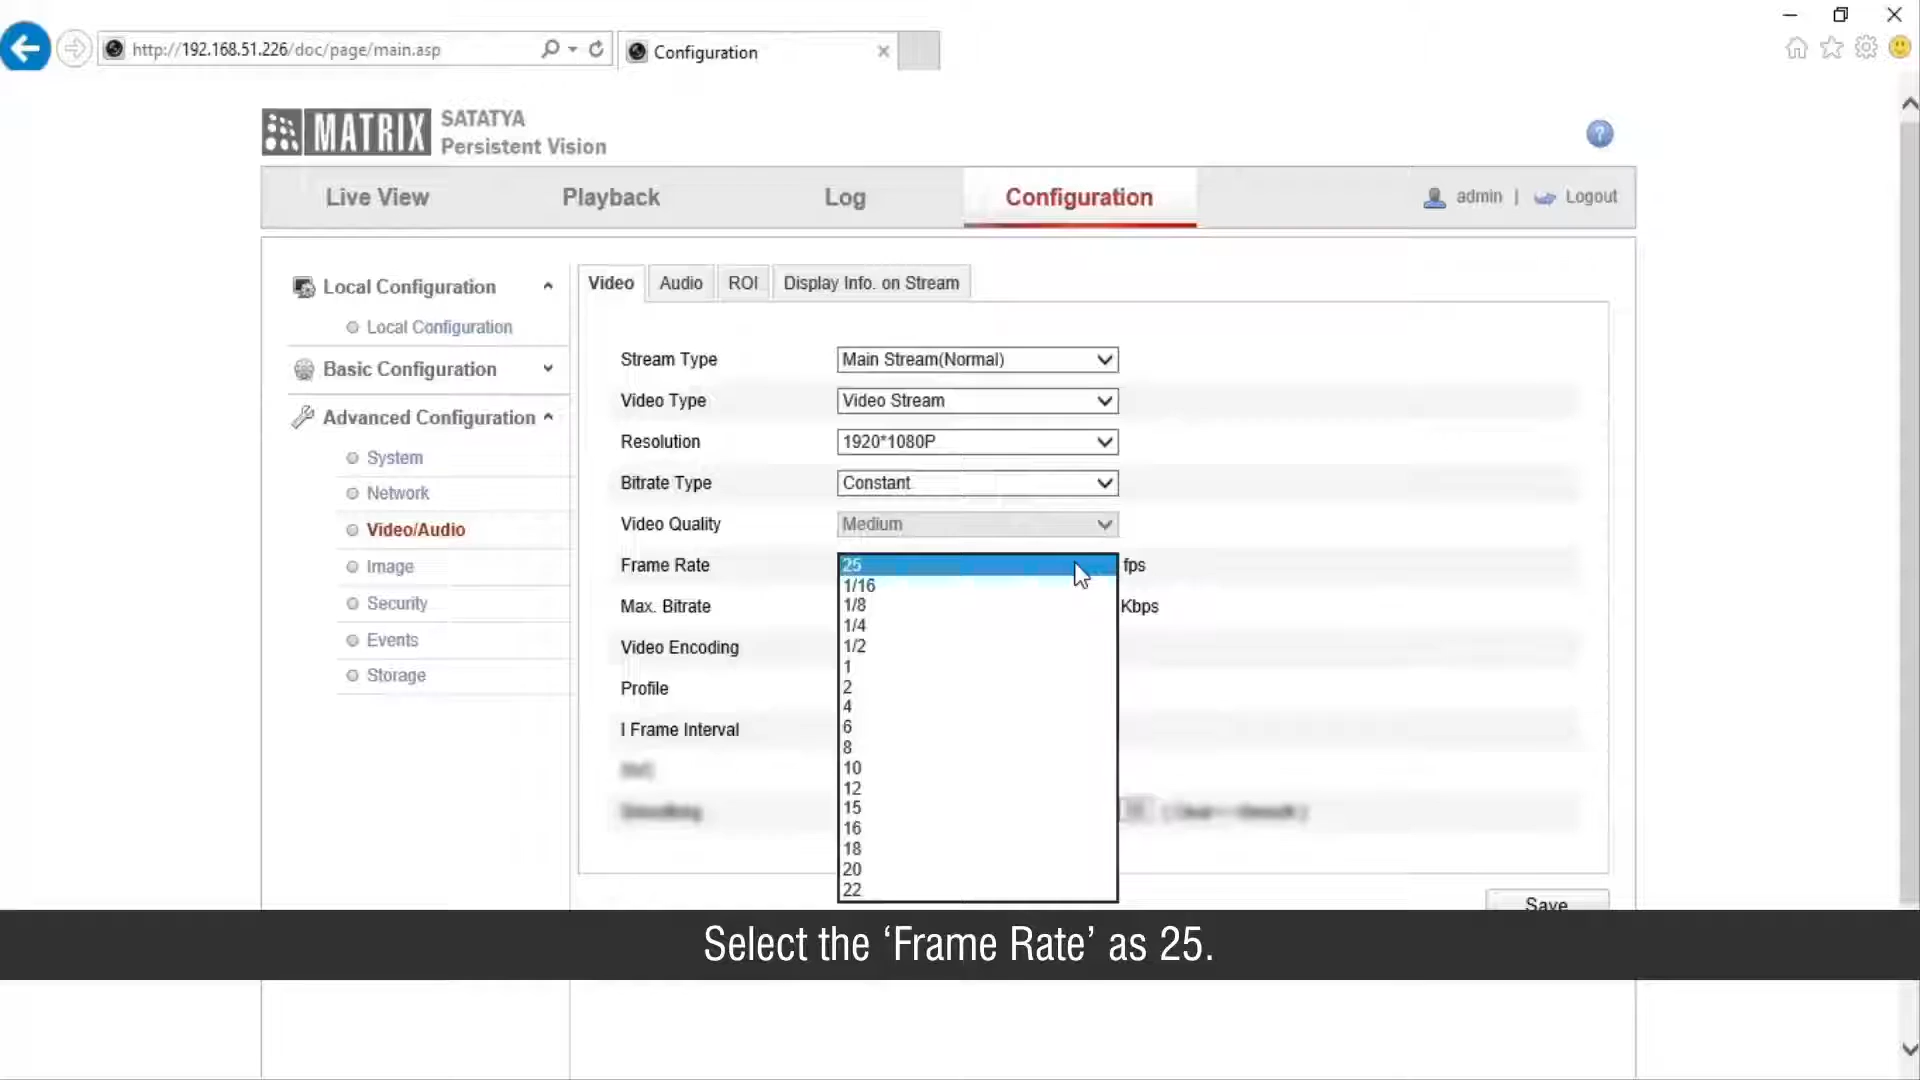 http://192.168.51.226/doc/page/main.asp
Configuration
MATRIX
SATATYA
Persistent Vision
?
Live View
Playback
Log
Configuration
admin | Logout
Local Configuration
Local Configuration
Basic Configuration
Advanced Configuration
System
Network
Video/Audio
Image
Security
Events
Storage
Video
Audio
ROI
Display Info. on Stream
Stream Type Main Stream(Normal)
Video Type Video Stream
Resolution 1920*1080P
Bitrate Type Constant
Video Quality Medium
Frame Rate 25 fps
1/16
Max. Bitrate 1/8 Kbps
1/4
Video Encoding 1/2
1
Profile 2
4
I Frame Interval 6
8
10
12
15
16
18
20
22
Save
Select the ‘Frame Rate’ as 25.